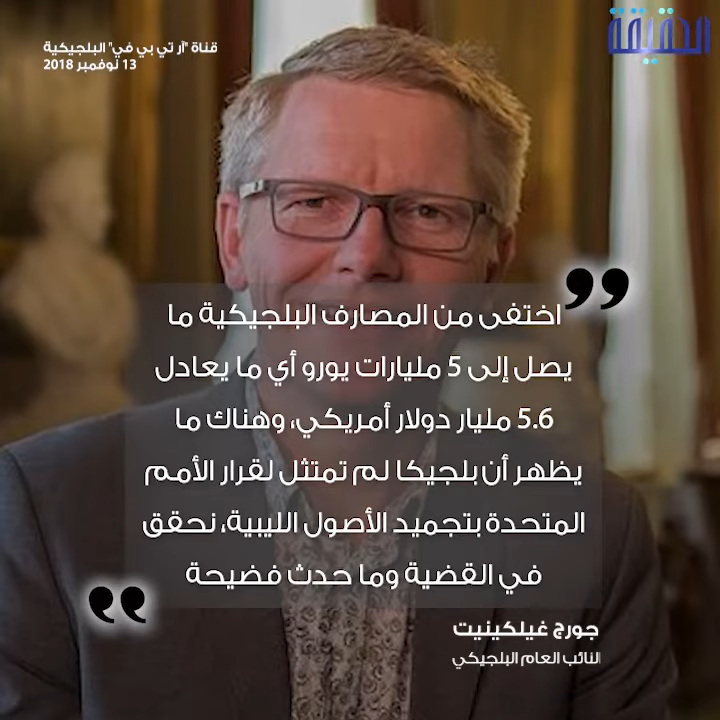 الحقيقة
قناة "آر تي بي في" البلجيكية
13 نوفمبر 2018
اختفى من المصارف البلجيكية ما
يصل إلى 5 مليارات يورو أي ما يعادل
5.6 مليار دولار أمريكي، وهناك ما
يظهر أن بلجيكا لم تمتثل لقرار الأمم
المتحدة بتجميد الأصول الليبية، نحقق
في القضية وما حدث فضيحة
جورج غيلكينيت
النائب العام البلجيكي